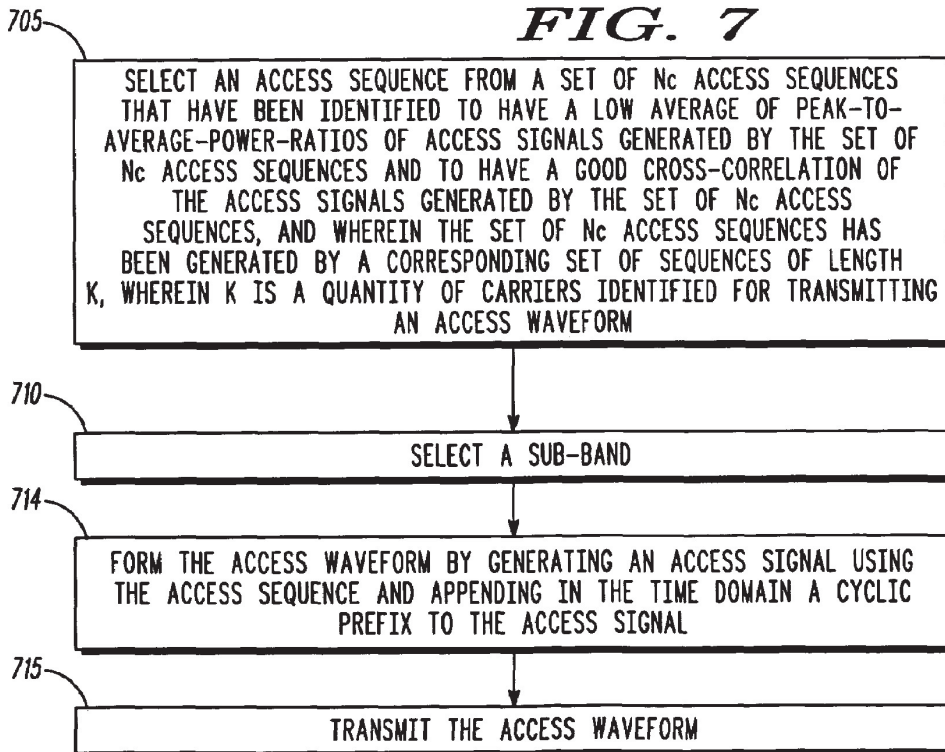 FIG. 7
705
SELECT AN ACCESS SEQUENCE FROM A SET OF Nc ACCESS SEQUENCES
THAT HAVE BEEN IDENTIFIED TO HAVE A LOW AVERAGE OF PEAK-TO-
AVERAGE-POWER-RATIOS OF ACCESS SIGNALS GENERATED BY THE SET OF
Nc ACCESS SEQUENCES AND TO HAVE A GOOD CROSS-CORRELATION OF
THE ACCESS SIGNALS GENERATED BY THE SET OF Nc ACCESS
SEQUENCES, AND WHEREIN THE SET OF Nc ACCESS SEQUENCES HAS
BEEN GENERATED BY A CORRESPONDING SET OF SEQUENCES OF LENGTH
K, WHEREIN K IS A QUANTITY OF CARRIERS IDENTIFIED FOR TRANSMITTING
AN ACCESS WAVEFORM
710
SELECT A SUB-BAND
714
FORM THE ACCESS WAVEFORM BY GENERATING AN ACCESS SIGNAL USING
THE ACCESS SEQUENCE AND APPENDING IN THE TIME DOMAIN A CYCLIC
PREFIX TO THE ACCESS SIGNAL
715
TRANSMIT THE ACCESS WAVEFORM